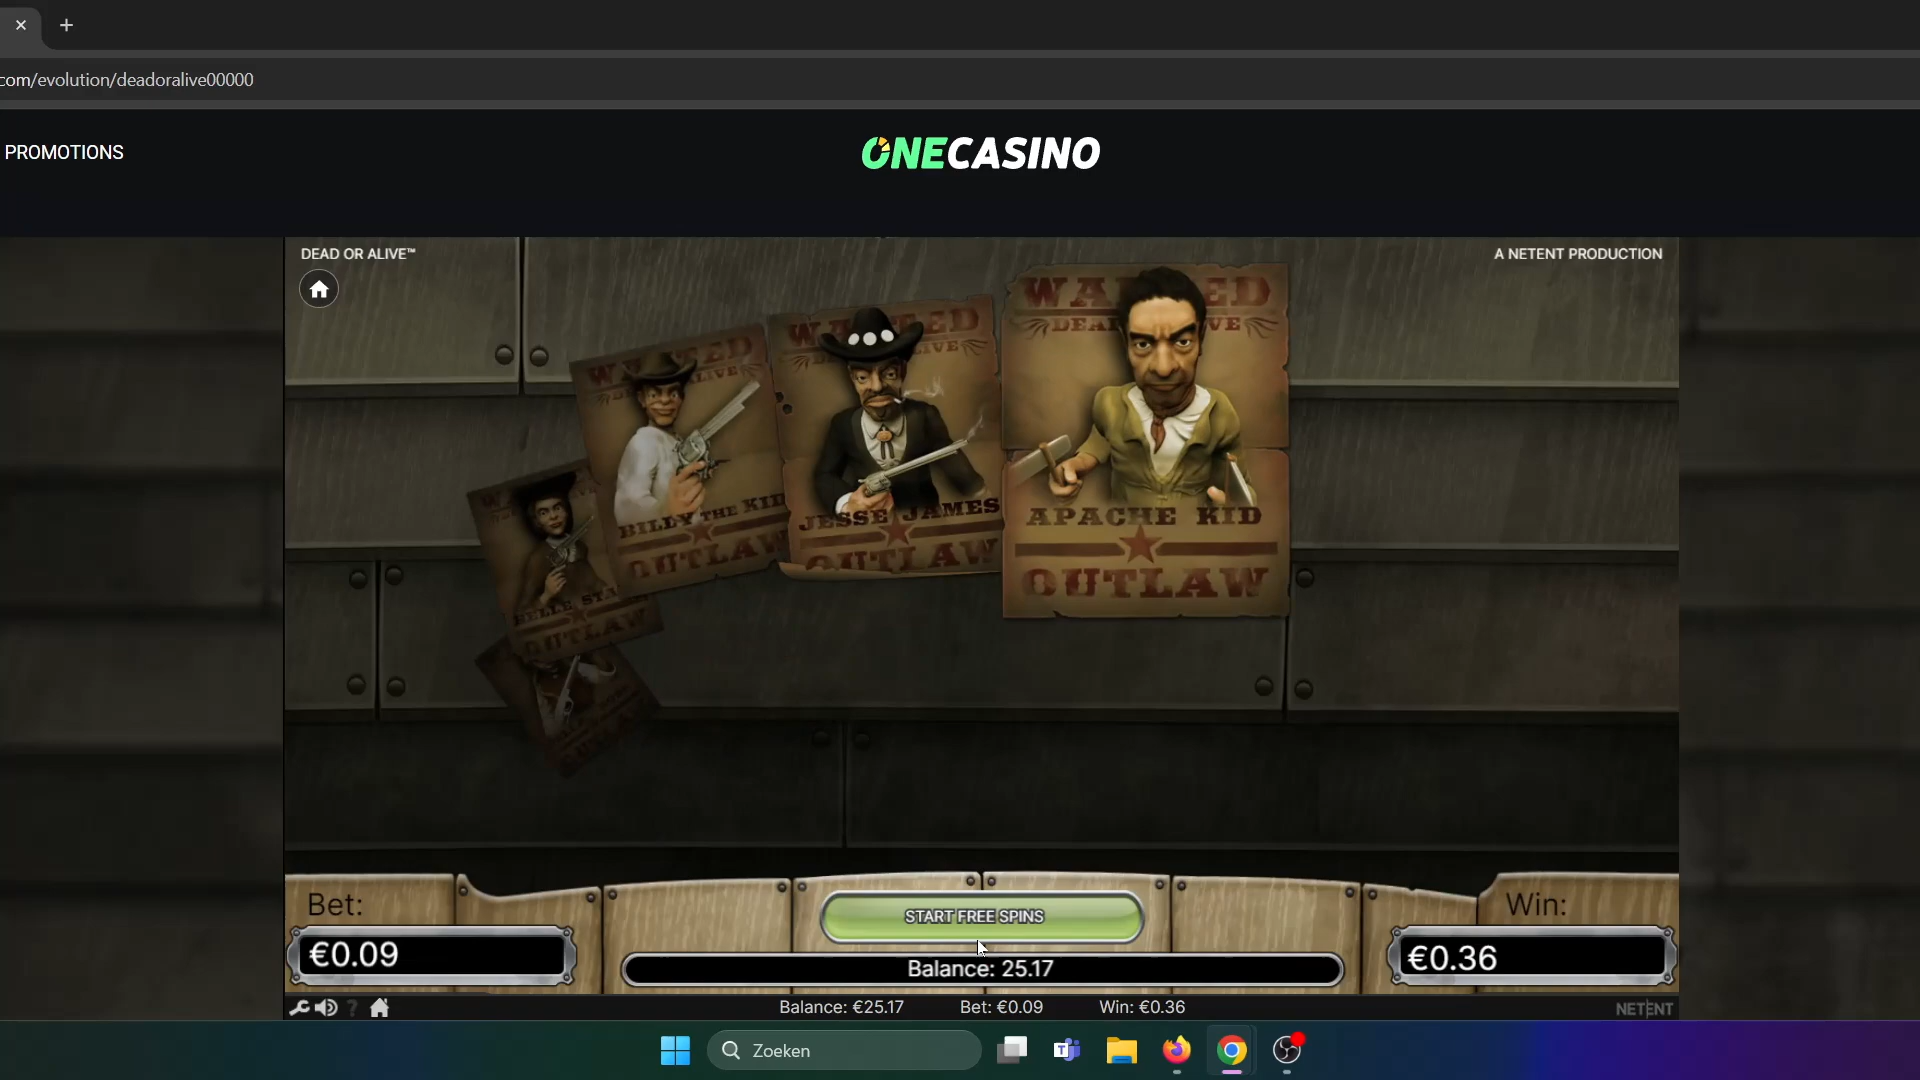 com/evolution/deadoralive00000
PROMOTIONS
ONECASINO
DEAD OR ALIVE™
A NETENT PRODUCTION
BILLY THE KID
OUTLAW
JESSE JAMES
OUTLAW
APACHE KID
OUTLAW
OUTLAW
Bet:
€0.09
START FREE SPINS
Balance: 25.17
Win:
€0.36
Balance: €25.17
Bet: €0.09
Win: €0.36
NETENT
Zoeken